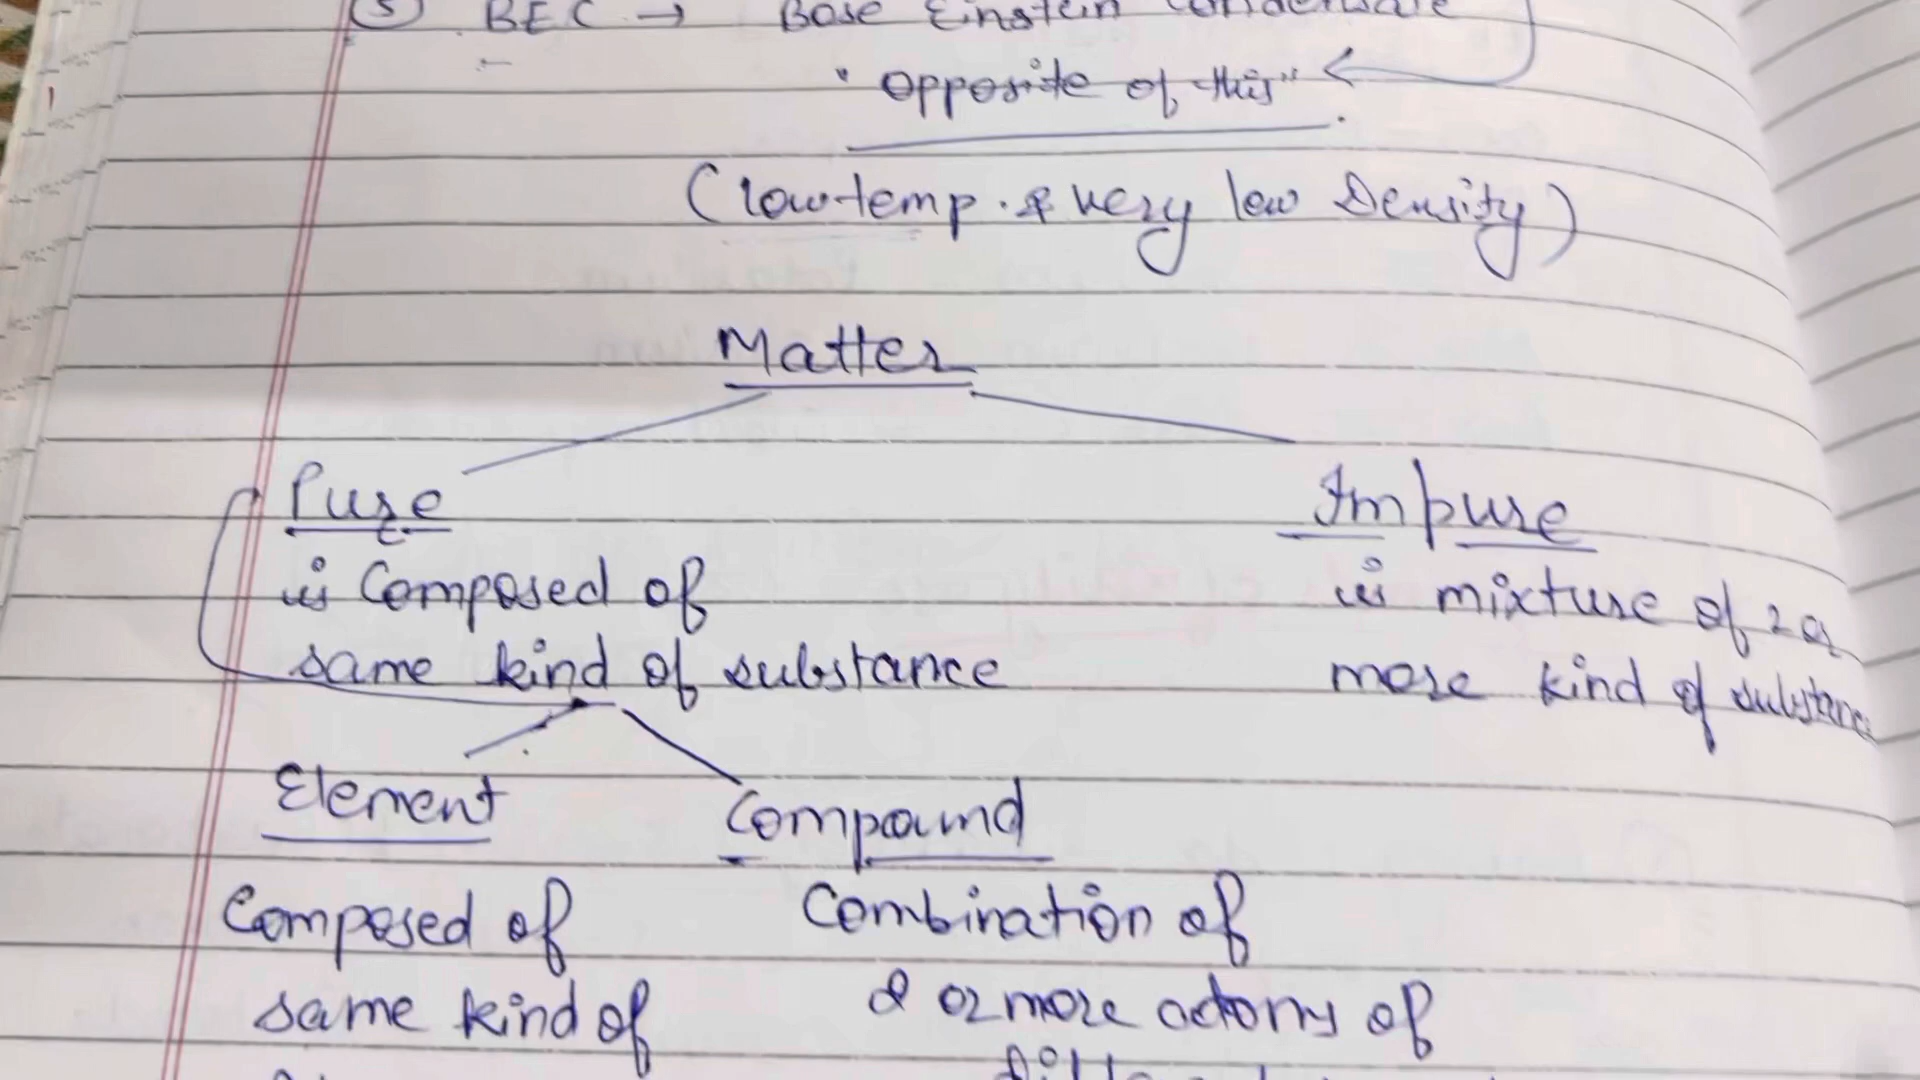 5 BEC → Bose Einstein Condensate
"Opposite of this"
(low temp. & very low Density)
Matter
Pure Impure
is Composed of is mixture of 2 or
same kind of substance more kind of substance
Element Compound
Composed of Combination of
same kind of 2 or more atoms of